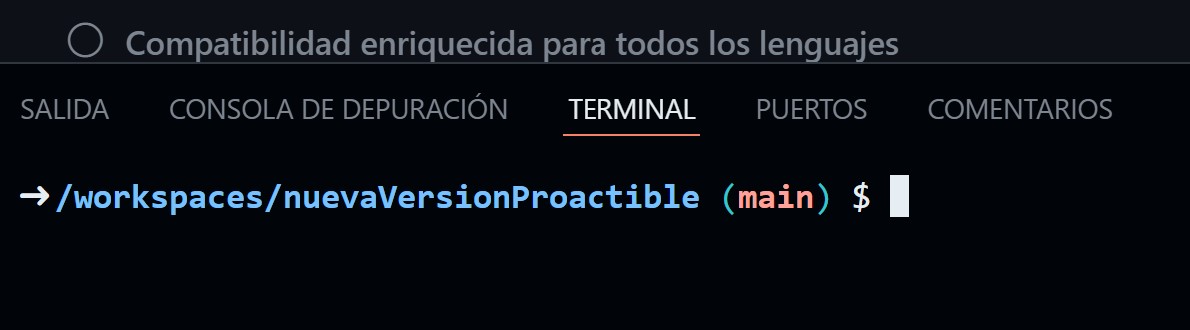 Compatibilidad enriquecida para todos los lenguajes
SALIDA CONSOLA DE DEPURACIÓN TERMINAL PUERTOS COMENTARIOS
➜ /workspaces/nuevaVersionProactible (main) $